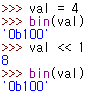 >>> val = 4
>>> bin(val)
'0b100'
>>> val << 1
8
>>> bin(val)
'0b100'